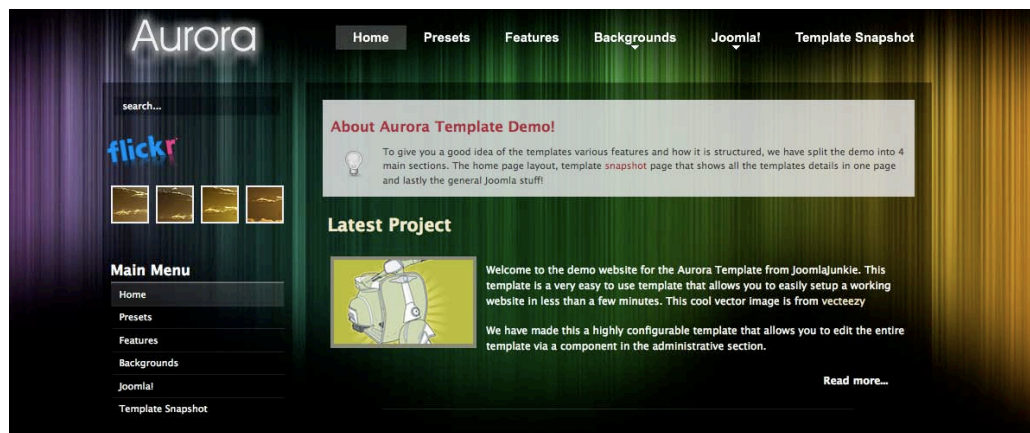 Aurora
Home Presets Features Backgrounds Joomla! Template Snapshot
search...
flickr
Main Menu
Home
Presets
Features
Backgrounds
Joomla!
Template Snapshot
About Aurora Template Demo!
To give you a good idea of the templates various features and how it is structured, we have split the demo into 4
main sections. The home page layout, template snapshot page that shows all the templates details in one page
and lastly the general Joomla stuff!
Latest Project
Welcome to the demo website for the Aurora Template from JoomlaJunkie. This
template is a very easy to use template that allows you to easily setup a working
website in less than a few minutes. This cool vector image is from vecteezy
We have made this a highly configurable template that allows you to edit the entire
template via a component in the administrative section.
Read more...